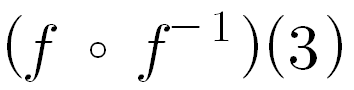 (f ∘ f⁻¹)(3)